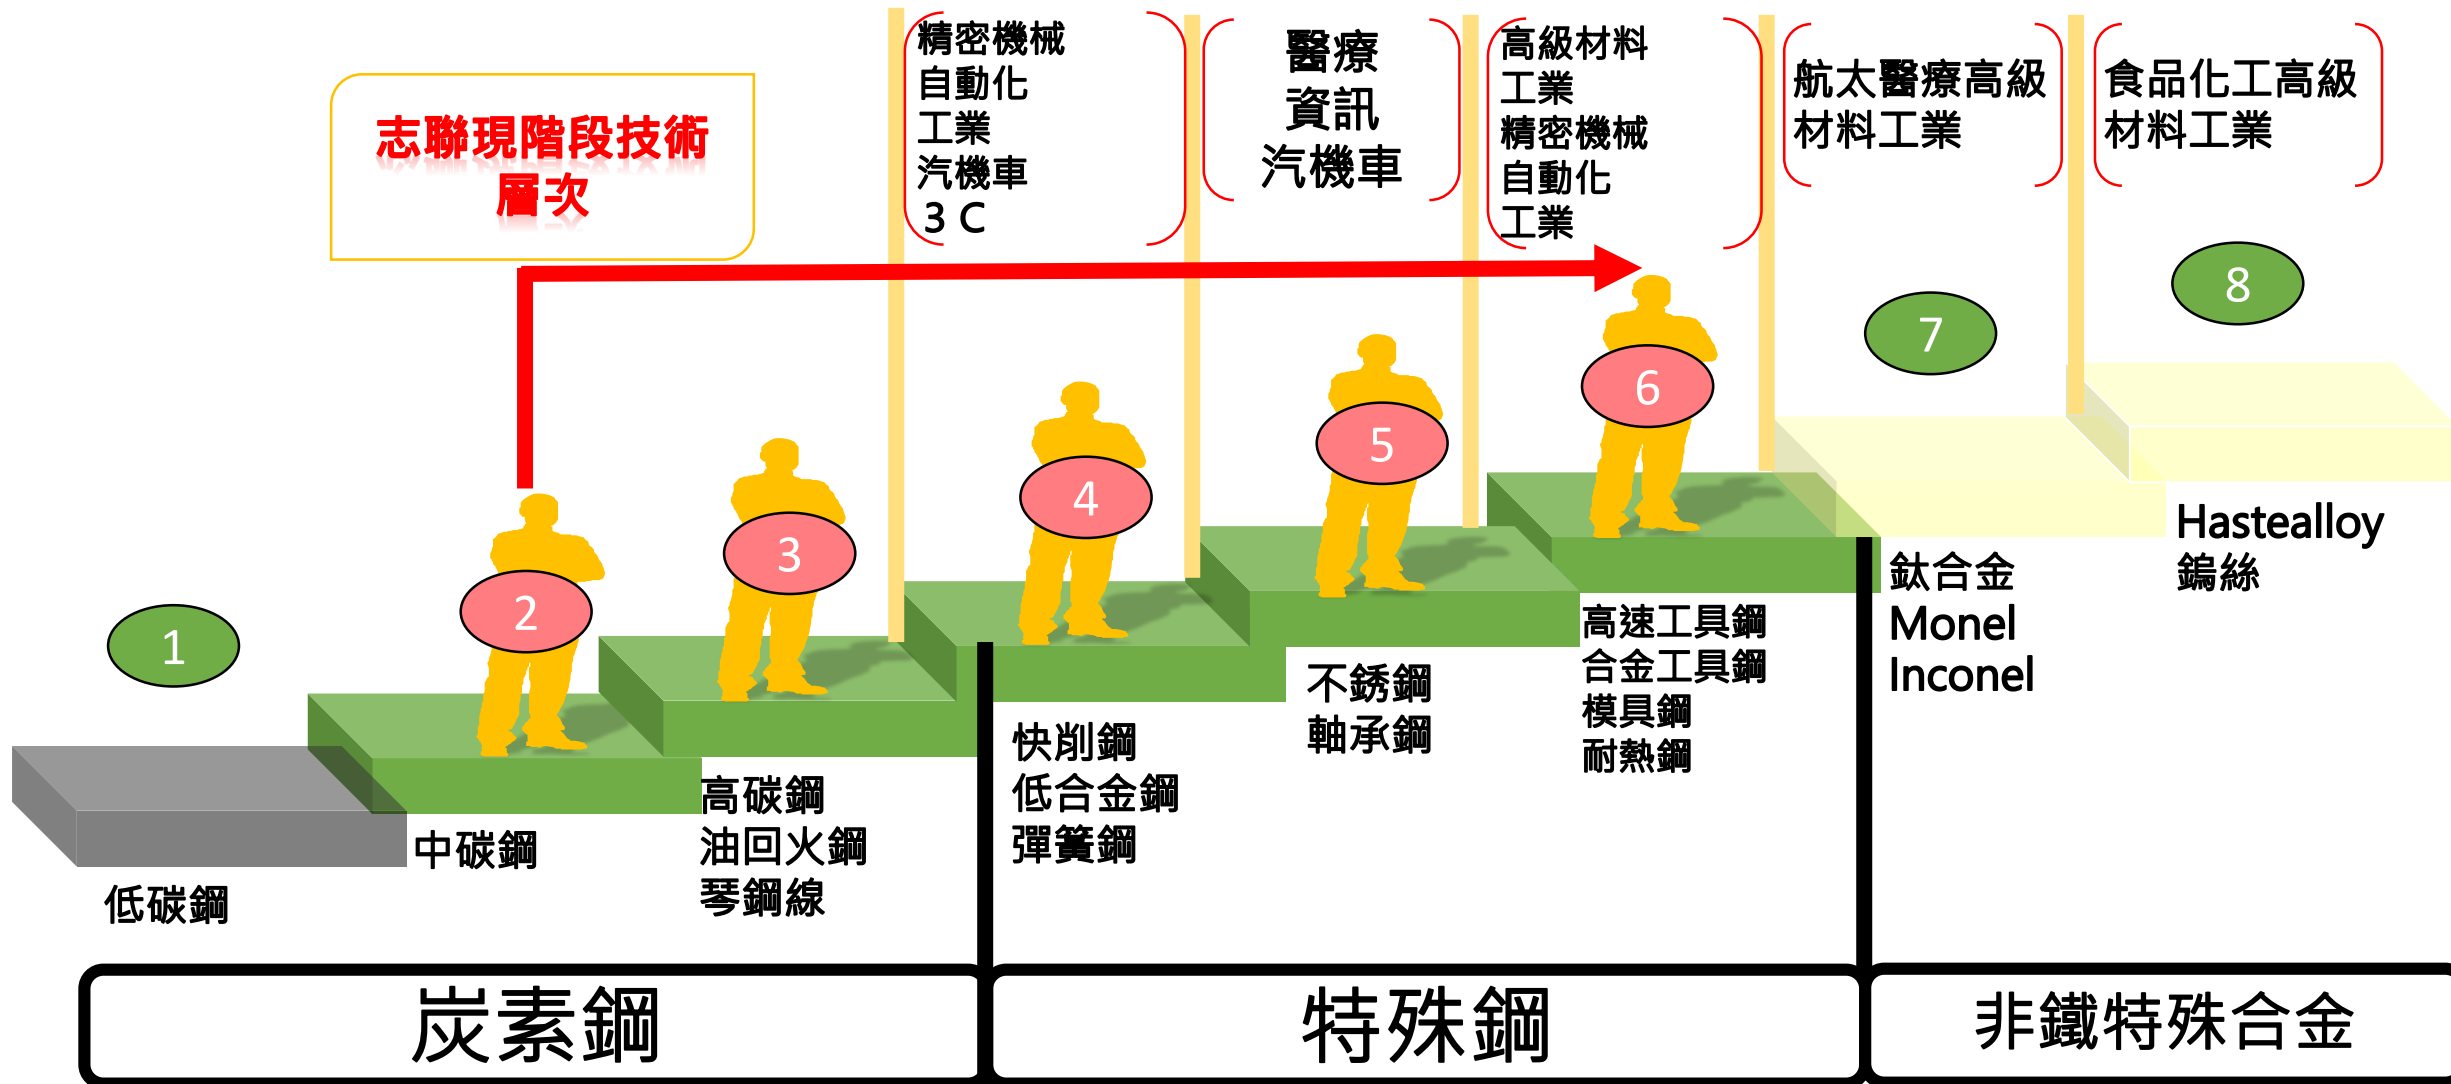 志聯現階段技術
層次
精密機械
自動化
工業
汽機車
３Ｃ
醫療
資訊
汽機車
高級材料
工業
精密機械
自動化
工業
航太醫療高級
材料工業
食品化工高級
材料工業
1
2
3
4
5
6
7
8
低碳鋼
中碳鋼
高碳鋼
油回火鋼
琴鋼線
快削鋼
低合金鋼
彈簧鋼
不銹鋼
軸承鋼
高速工具鋼
合金工具鋼
模具鋼
耐熱鋼
鈦合金
Monel
Inconel
Hastealloy
鎢絲
炭素鋼
特殊鋼
非鐵特殊合金